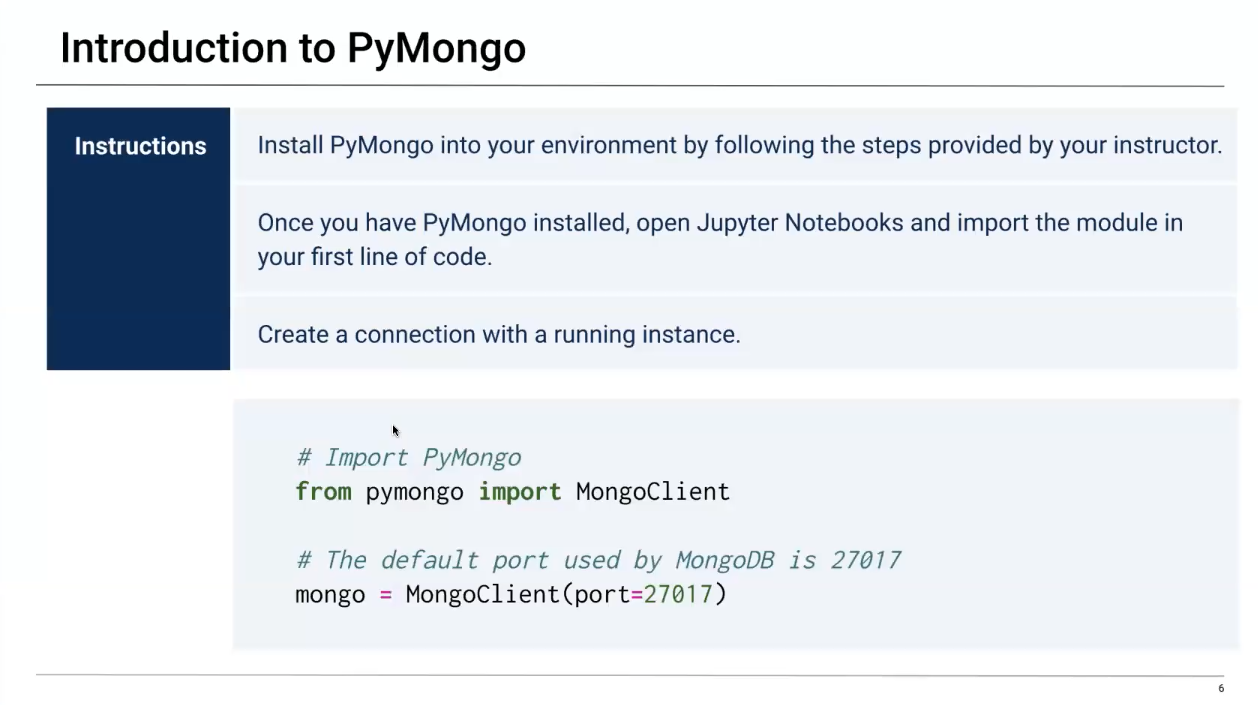 Introduction to PyMongo
Instructions
Install PyMongo into your environment by following the steps provided by your instructor.
Once you have PyMongo installed, open Jupyter Notebooks and import the module in
your first line of code.
Create a connection with a running instance.
# Import PyMongo
from pymongo import MongoClient
# The default port used by MongoDB is 27017
mongo = MongoClient(port=27017)
6